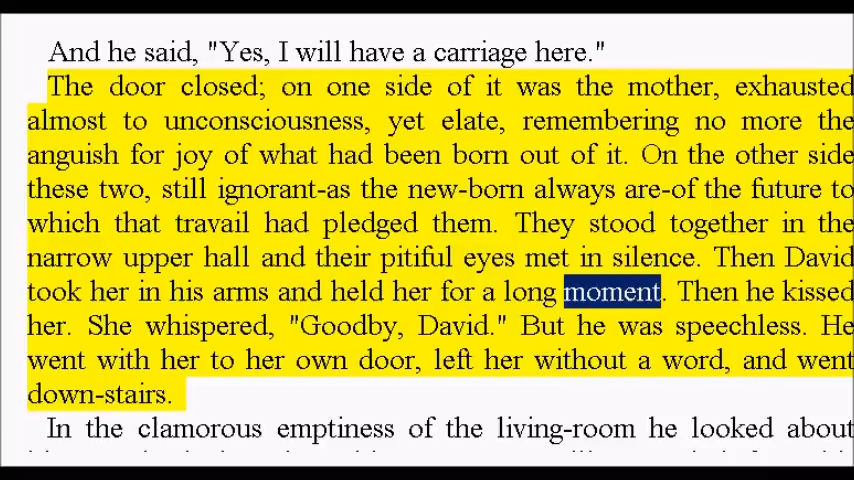 And he said, "Yes, I will have a carriage here."
The door closed; on one side of it was the mother, exhausted
almost to unconsciousness, yet elate, remembering no more the
anguish for joy of what had been born out of it. On the other side
these two, still ignorant-as the new-born always are-of the future to
which that travail had pledged them. They stood together in the
narrow upper hall and their pitiful eyes met in silence. Then David
took her in his arms and held her for a long moment. Then he kissed
her. She whispered, "Goodby, David." But he was speechless. He
went with her to her own door, left her without a word, and went
down-stairs.
In the clamorous emptiness of the living-room he looked about